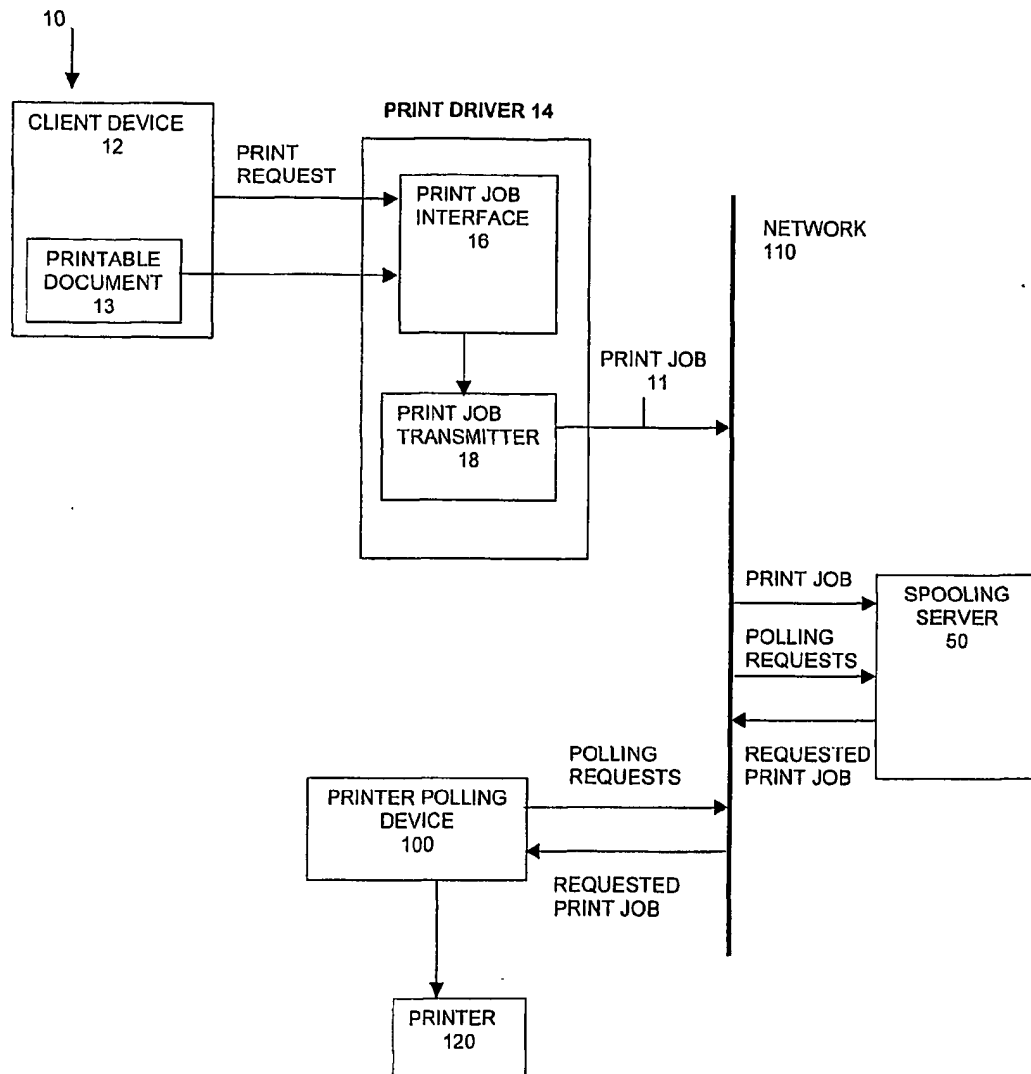 10
CLIENT DEVICE
12
PRINTABLE
DOCUMENT
13
PRINT
REQUEST
PRINT DRIVER 14
PRINT JOB
INTERFACE
16
PRINT JOB
TRANSMITTER
18
PRINT JOB
11
NETWORK
110
PRINT JOB
POLLING
REQUESTS
REQUESTED
PRINT JOB
SPOOLING
SERVER
50
POLLING
REQUESTS
PRINTER POLLING
DEVICE
100
REQUESTED
PRINT JOB
PRINTER
120